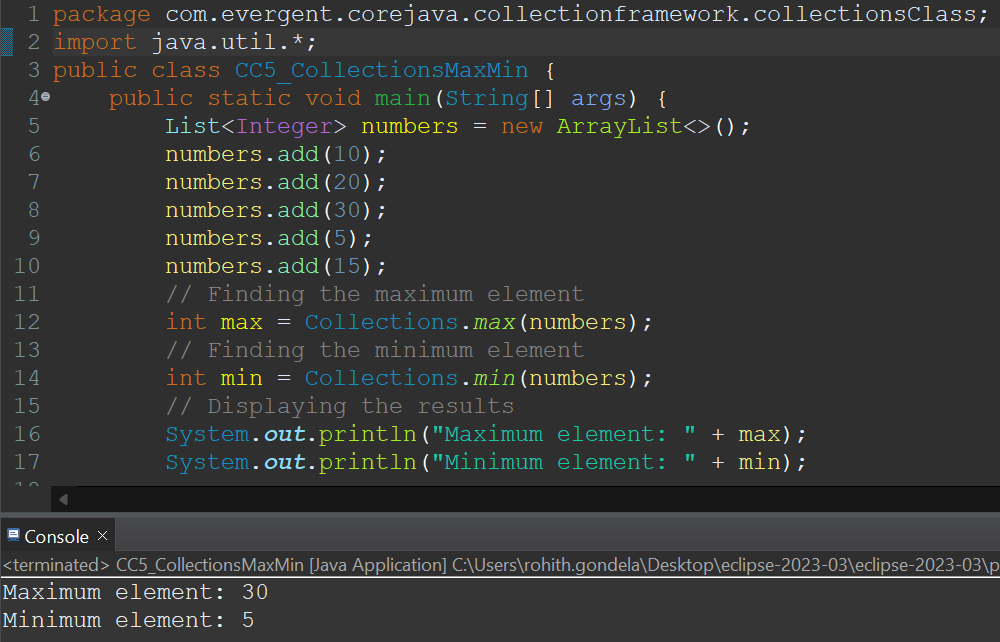 1 package com.evergent.corejava.collectionframework.collectionsClass;
2 import java.util.*;
3 public class CC5_CollectionsMaxMin {
4 public static void main(String[] args) {
5 List<Integer> numbers = new ArrayList<>();
6 numbers.add(10);
7 numbers.add(20);
8 numbers.add(30);
9 numbers.add(5);
10 numbers.add(15);
11 // Finding the maximum element
12 int max = Collections.max(numbers);
13 // Finding the minimum element
14 int min = Collections.min(numbers);
15 // Displaying the results
16 System.out.println("Maximum element: " + max);
17 System.out.println("Minimum element: " + min);
Console
<terminated> CC5_CollectionsMaxMin [Java Application] C:\Users\rohith.gondela\Desktop\eclipse-2023-03\eclipse-2023-03\p
Maximum element: 30
Minimum element: 5